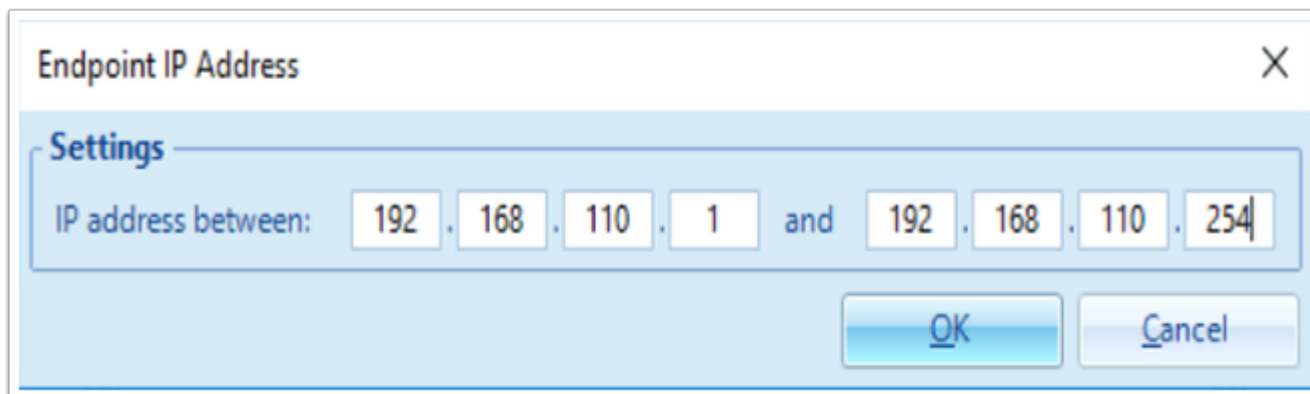 Endpoint IP Address
Settings
IP address between: 192 . 168 . 110 . 1 and 192 . 168 . 110 . 254
OK Cancel